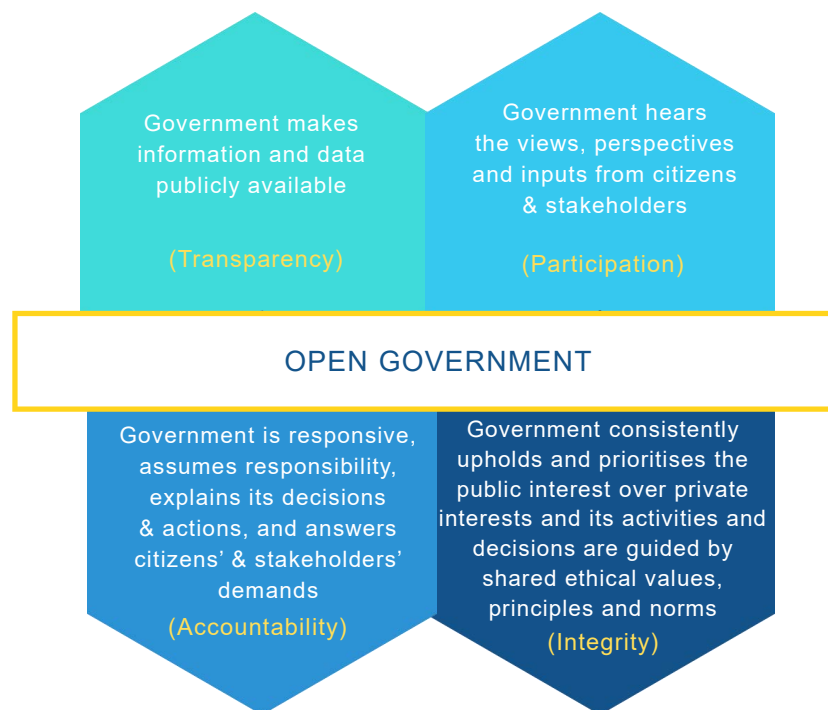 Government makes
information and data
publicly available
(Transparency)
Government hears
the views, perspectives
and inputs from citizens
& stakeholders
(Participation)
OPEN GOVERNMENT
Government is responsive,
assumes responsibility,
explains its decisions
& actions, and answers
citizens’ & stakeholders’
demands
(Accountability)
Government consistently
upholds and prioritises the
public interest over private
interests and its activities and
decisions are guided by
shared ethical values,
principles and norms
(Integrity)